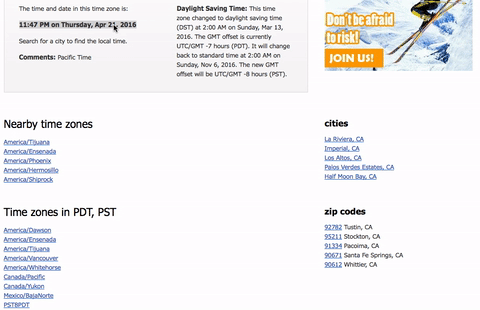 The time and date in this time zone is:
11:47 PM on Thursday, Apr 21, 2016
Search for a city to find the local time.
Comments: Pacific Time
Daylight Saving Time: This time
zone changed to daylight saving time
(DST) at 2:00 AM on Sunday, Mar 13,
2016. The GMT offset is currently
UTC/GMT -7 hours (PDT). It will change
back to standard time at 2:00 AM on
Sunday, Nov 6, 2016. The new GMT
offset will be UTC/GMT -8 hours (PST).
Don't be afraid
to risk!
JOIN US!
Nearby time zones
America/Tijuana
America/Ensenada
America/Phoenix
America/Hermosillo
America/Shiprock
cities
La Riviera, CA
Imperial, CA
Los Altos, CA
Palos Verdes Estates, CA
Half Moon Bay, CA
Time zones in PDT, PST
America/Dawson
America/Ensenada
America/Tijuana
America/Vancouver
America/Whitehorse
Canada/Pacific
Canada/Yukon
Mexico/BajaNorte
PST8PDT
zip codes
92782 Tustin, CA
95211 Stockton, CA
91334 Pacoima, CA
90671 Santa Fe Springs, CA
90612 Whittier, CA